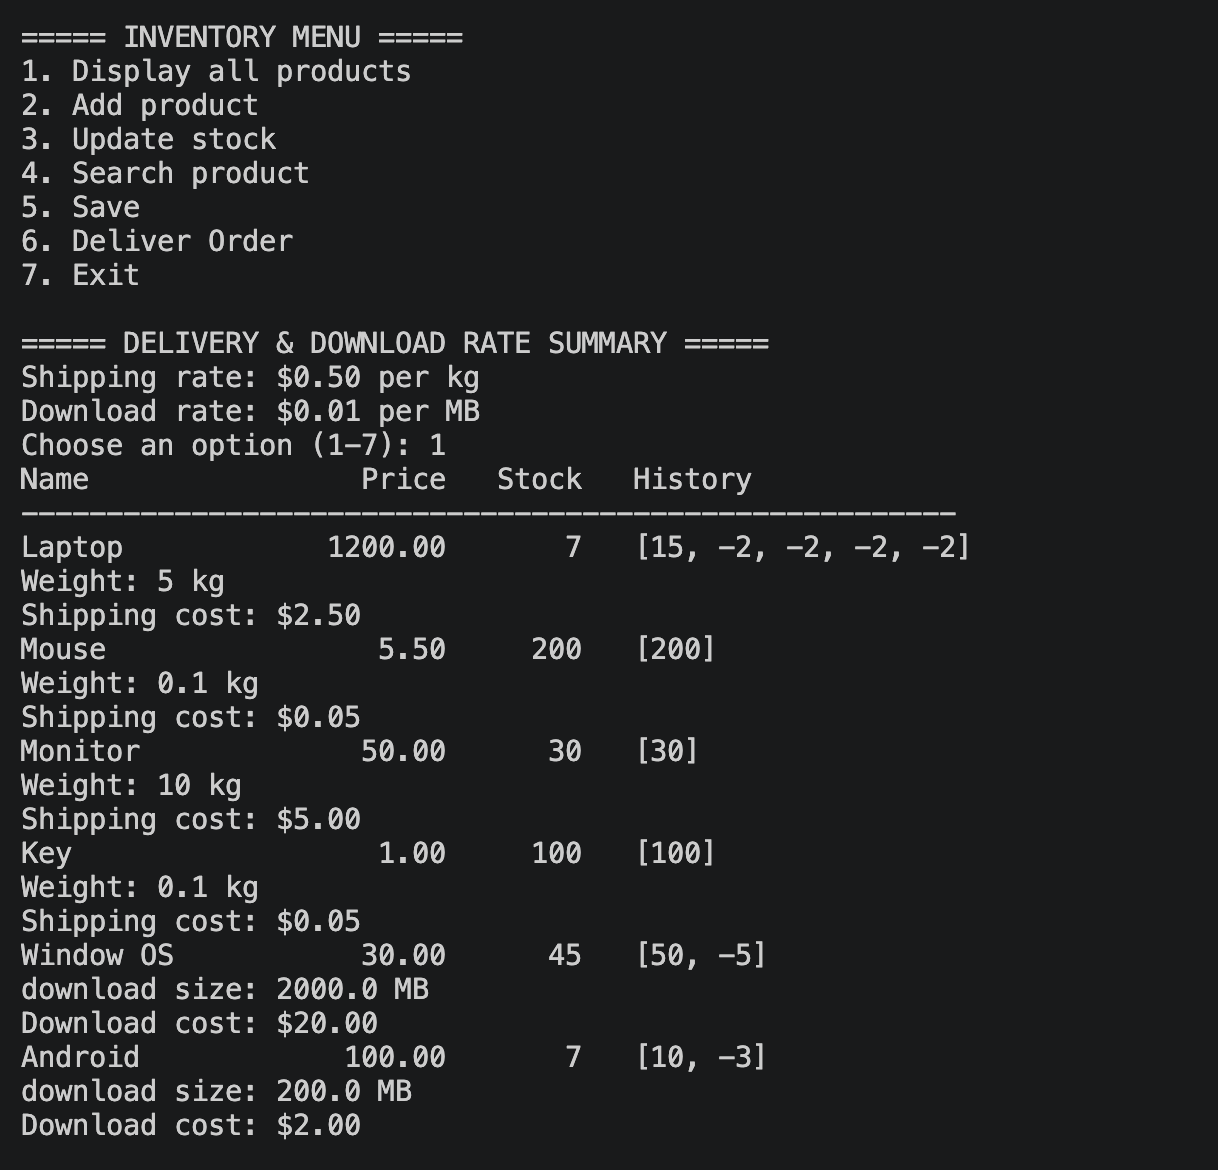 ===== INVENTORY MENU =====
1. Display all products
2. Add product
3. Update stock
4. Search product
5. Save
6. Deliver Order
7. Exit

===== DELIVERY & DOWNLOAD RATE SUMMARY =====
Shipping rate: $0.50 per kg
Download rate: $0.01 per MB
Choose an option (1-7): 1
Name                Price   Stock   History
-------------------------------------------------------
Laptop            1200.00       7   [15, -2, -2, -2, -2]
Weight: 5 kg
Shipping cost: $2.50
Mouse                5.50     200   [200]
Weight: 0.1 kg
Shipping cost: $0.05
Monitor             50.00      30   [30]
Weight: 10 kg
Shipping cost: $5.00
Key                  1.00     100   [100]
Weight: 0.1 kg
Shipping cost: $0.05
Window OS           30.00      45   [50, -5]
download size: 2000.0 MB
Download cost: $20.00
Android            100.00       7   [10, -3]
download size: 200.0 MB
Download cost: $2.00